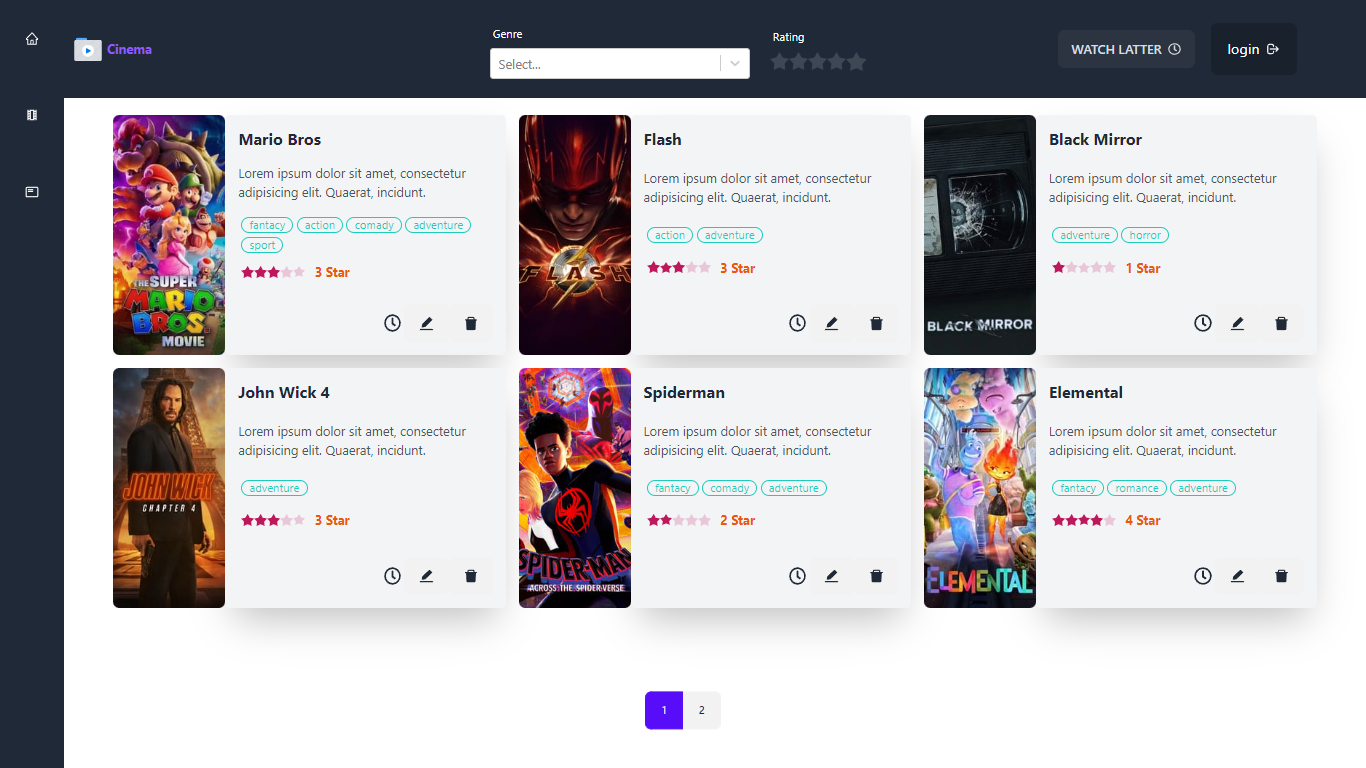 Cinema
Genre
Select...
Rating
WATCH LATTER
login
Mario Bros
Lorem ipsum dolor sit amet, consectetur
adipisicing elit. Quaerat, incidunt.
fantacy action comady adventure
sport
3 Star
THE SUPER
MARIO
BROS
MOVIE
Flash
Lorem ipsum dolor sit amet, consectetur
adipisicing elit. Quaerat, incidunt.
action adventure
3 Star
FLASH
Black Mirror
Lorem ipsum dolor sit amet, consectetur
adipisicing elit. Quaerat, incidunt.
adventure horror
1 Star
BLACK MIRROR
John Wick 4
Lorem ipsum dolor sit amet, consectetur
adipisicing elit. Quaerat, incidunt.
adventure
3 Star
JOHN WICK
CHAPTER 4
Spiderman
Lorem ipsum dolor sit amet, consectetur
adipisicing elit. Quaerat, incidunt.
fantacy comady adventure
2 Star
SPIDER-MAN
ACROSS THE SPIDER-VERSE
Elemental
Lorem ipsum dolor sit amet, consectetur
adipisicing elit. Quaerat, incidunt.
fantacy romance adventure
4 Star
ELEMENTAL
1 2